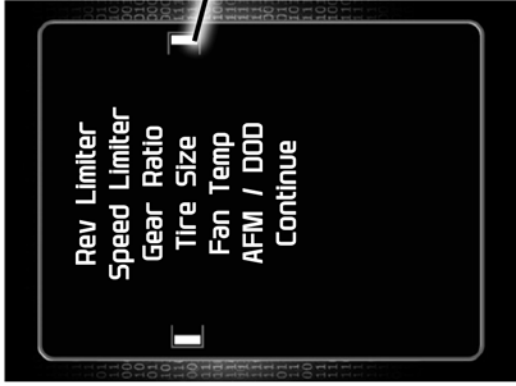 Rev Limiter
Speed Limiter
Gear Ratio
Tire Size
Fan Temp
AFM / DOD
Continue